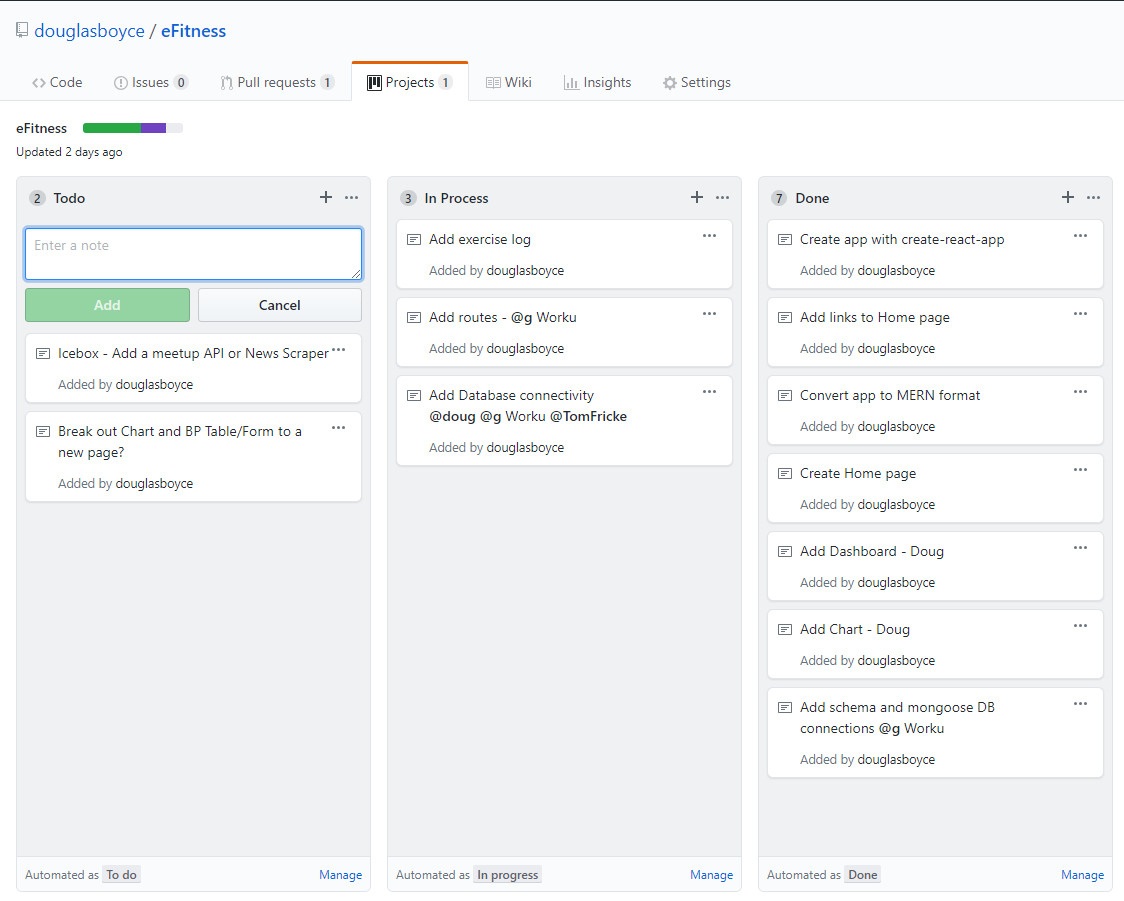 douglasboyce / eFitness
Code Issues 0 Pull requests 1 Projects 1 Wiki Insights Settings
eFitness
Updated 2 days ago
2 Todo
Enter a note
Add Cancel
Icebox - Add a meetup API or News Scraper
Added by douglasboyce
Break out Chart and BP Table/Form to a
new page?
Added by douglasboyce
Automated as To do Manage
3 In Process
Add exercise log
Added by douglasboyce
Add routes - @g Worku
Added by douglasboyce
Add Database connectivity
@doug @g Worku @TomFricke
Added by douglasboyce
Automated as In progress Manage
7 Done
Create app with create-react-app
Added by douglasboyce
Add links to Home page
Added by douglasboyce
Convert app to MERN format
Added by douglasboyce
Create Home page
Added by douglasboyce
Add Dashboard - Doug
Added by douglasboyce
Add Chart - Doug
Added by douglasboyce
Add schema and mongoose DB
connections @g Worku
Added by douglasboyce
Automated as Done Manage